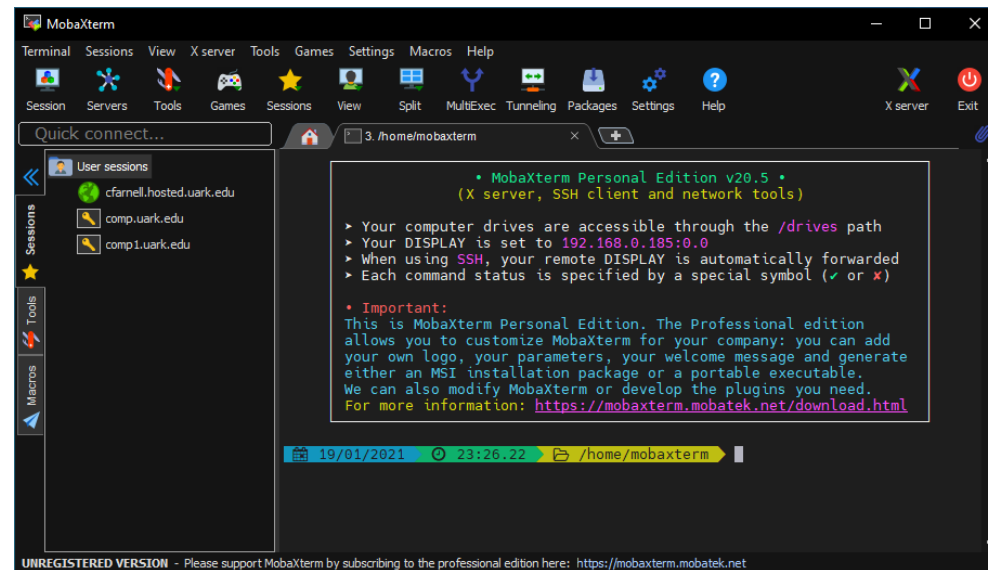 MobaXterm
Terminal Sessions View X server Tools Games Settings Macros Help
Session Servers Tools Games Sessions View Split MultiExec Tunneling Packages Settings Help X server Exit
Quick connect...
3. /home/mobaxterm
User sessions
cfarnell.hosted.uark.edu
comp.uark.edu
comp1.uark.edu
Sessions
Tools
Macros
• MobaXterm Personal Edition v20.5 •
(X server, SSH client and network tools)
➤ Your computer drives are accessible through the /drives path
➤ Your DISPLAY is set to 192.168.0.185:0.0
➤ When using SSH, your remote DISPLAY is automatically forwarded
➤ Each command status is specified by a special symbol (✓ or ✗)
• Important:
This is MobaXterm Personal Edition. The Professional edition
allows you to customize MobaXterm for your company: you can add
your own logo, your parameters, your welcome message and generate
either an MSI installation package or a portable executable.
We can also modify MobaXterm or develop the plugins you need.
For more information: https://mobaxterm.mobatek.net/download.html
19/01/2021 23:26.22 /home/mobaxterm
UNREGISTERED VERSION - Please support MobaXterm by subscribing to the professional edition here: https://mobaxterm.mobatek.net